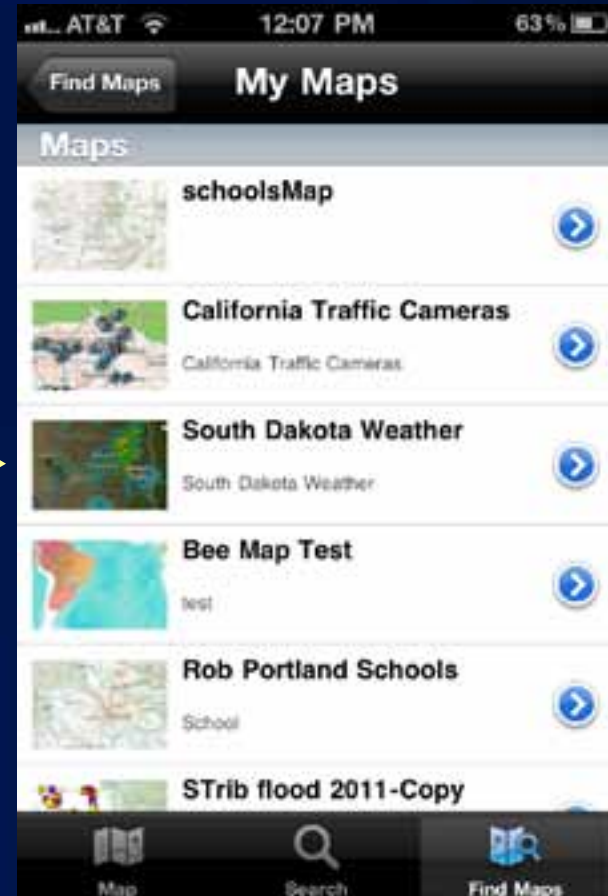 AT&T 12:07 PM 63%
Find Maps My Maps
Maps
schoolsMap
California Traffic Cameras
California Traffic Cameras
South Dakota Weather
South Dakota Weather
Bee Map Test
test
Rob Portland Schools
School
STrib flood 2011-Copy
Map Search Find Maps